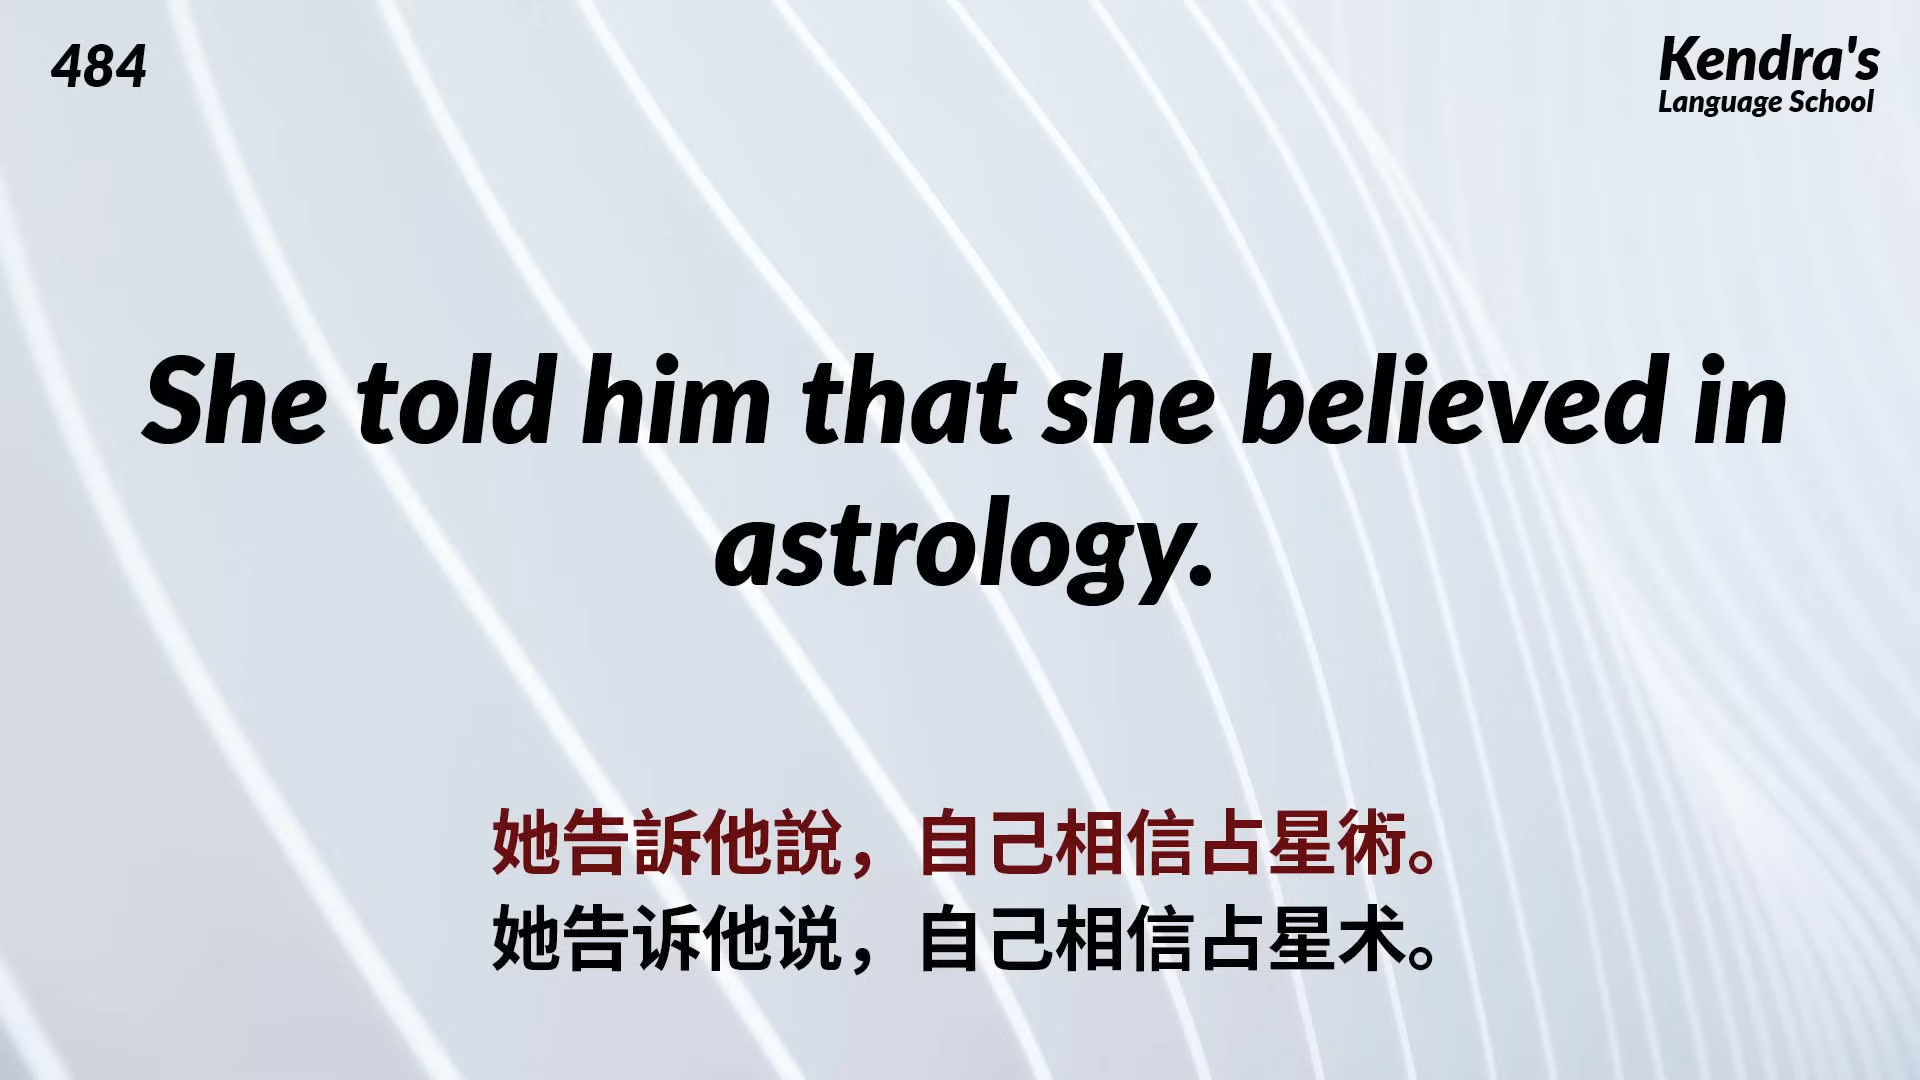 484
Kendra's
Language School
She told him that she believed in
astrology.
她告訴他說，自己相信占星術。
她告诉他说，自己相信占星术。